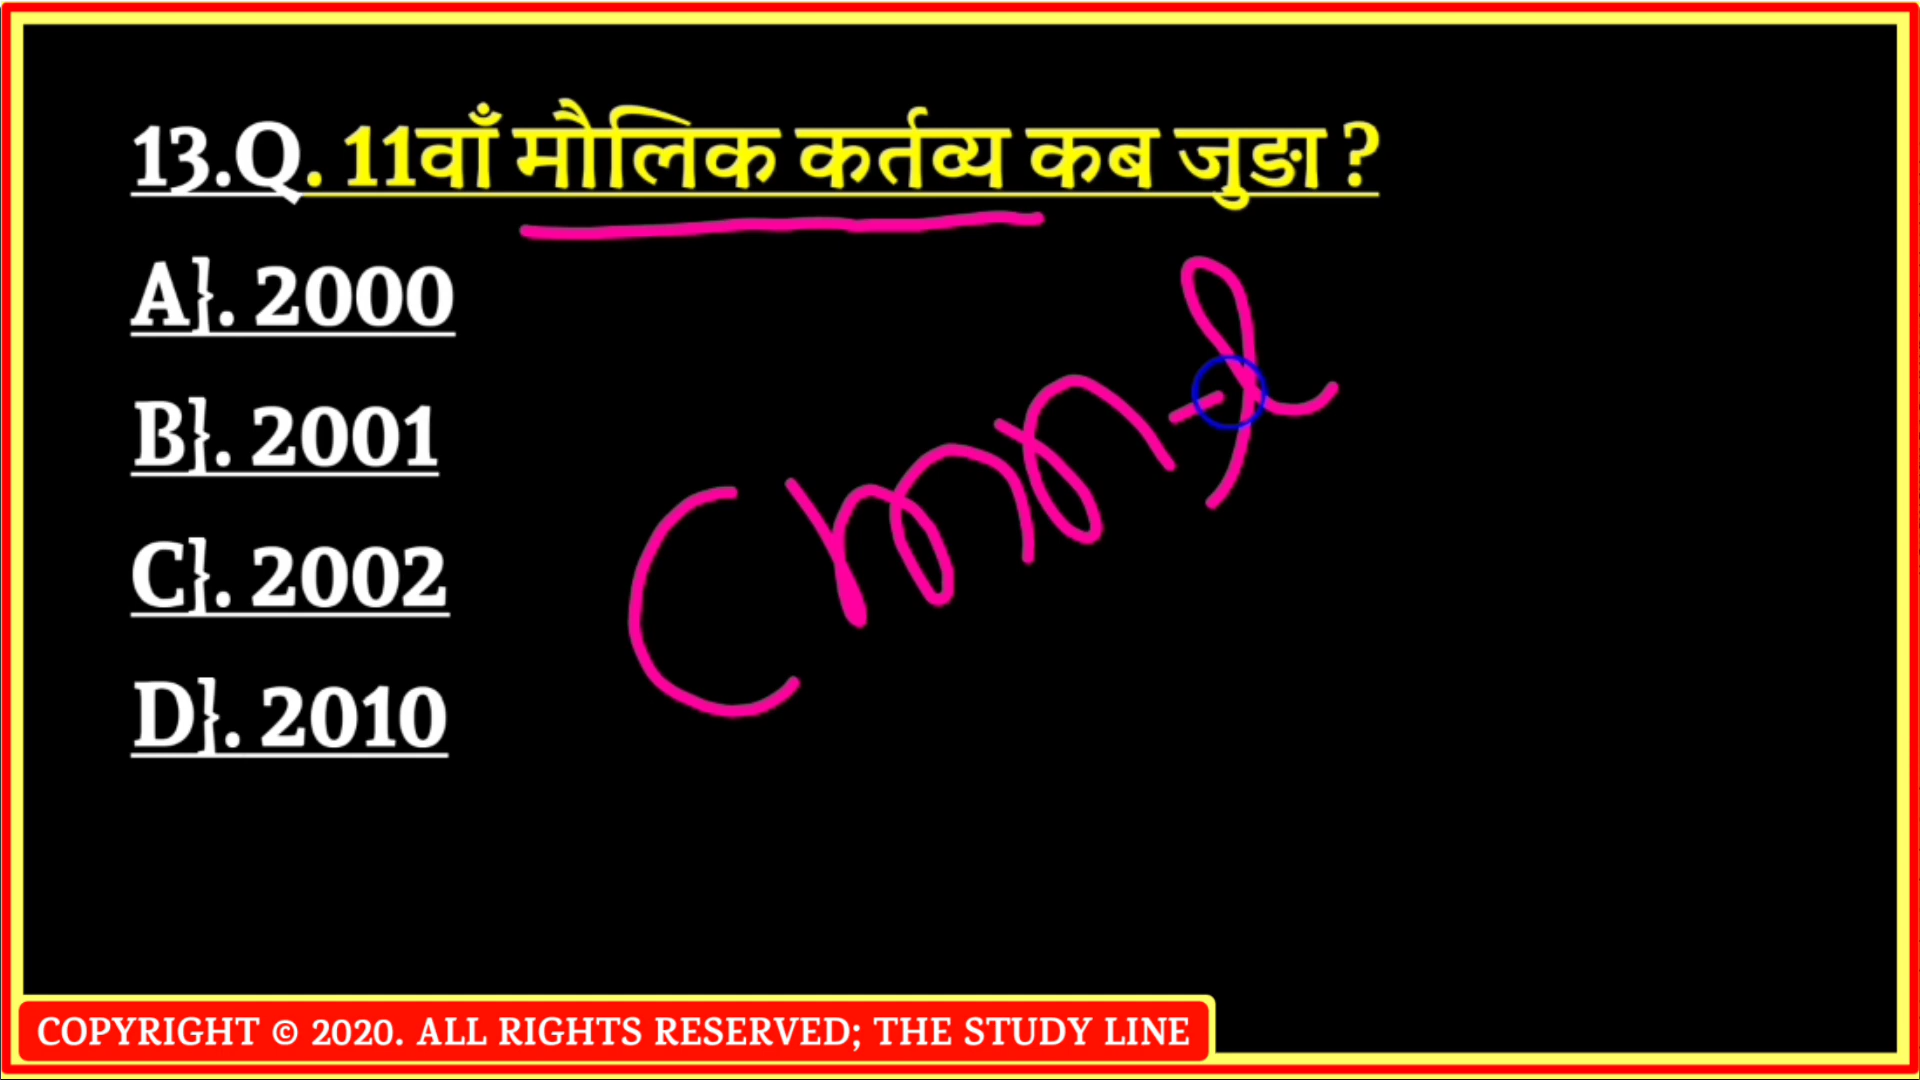 13.Q. 11वाँ मौलिक कर्तव्य कब जुङा ?
A}. 2000
B}. 2001
C}. 2002
D}. 2010
COPYRIGHT © 2020. ALL RIGHTS RESERVED; THE STUDY LINE